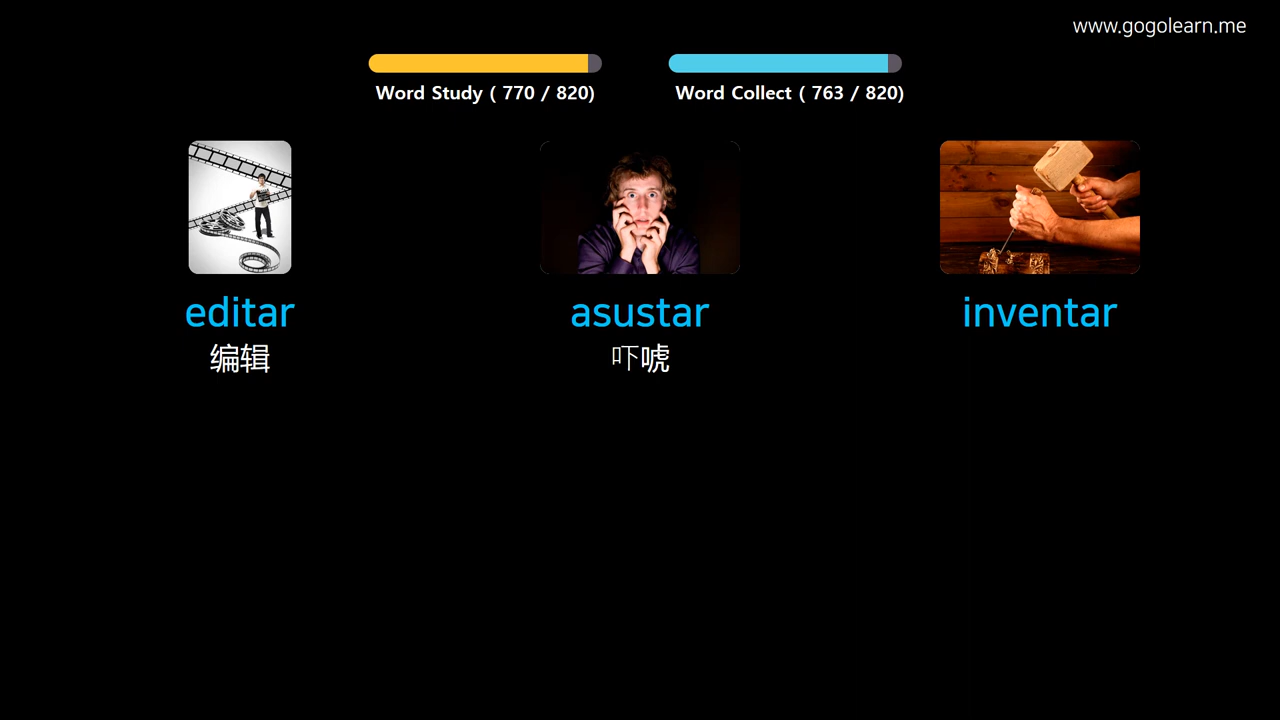 www.gogolearn.me
Word Study ( 770 / 820)
Word Collect ( 763 / 820)
editar
编辑
asustar
吓唬
inventar